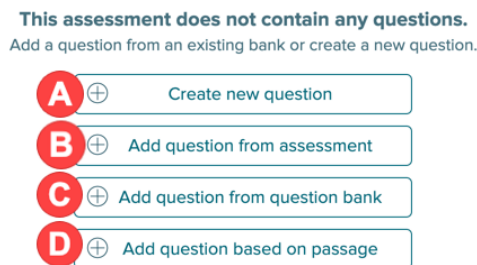 This assessment does not contain any questions.
Add a question from an existing bank or create a new question.
A Create new question
B Add question from assessment
C Add question from question bank
D Add question based on passage